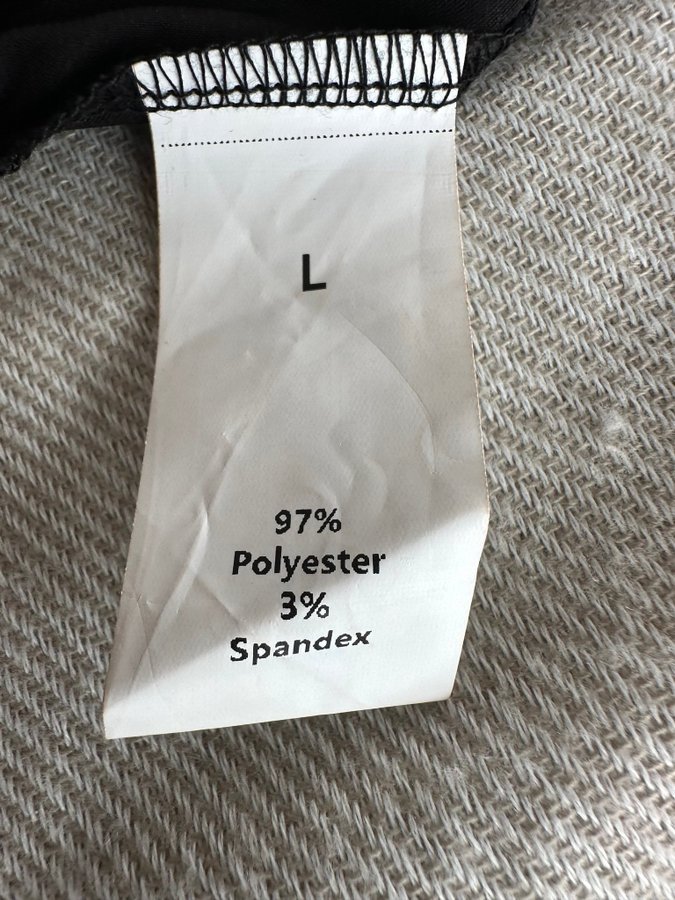 L
97%
Polyester
3%
Spandex